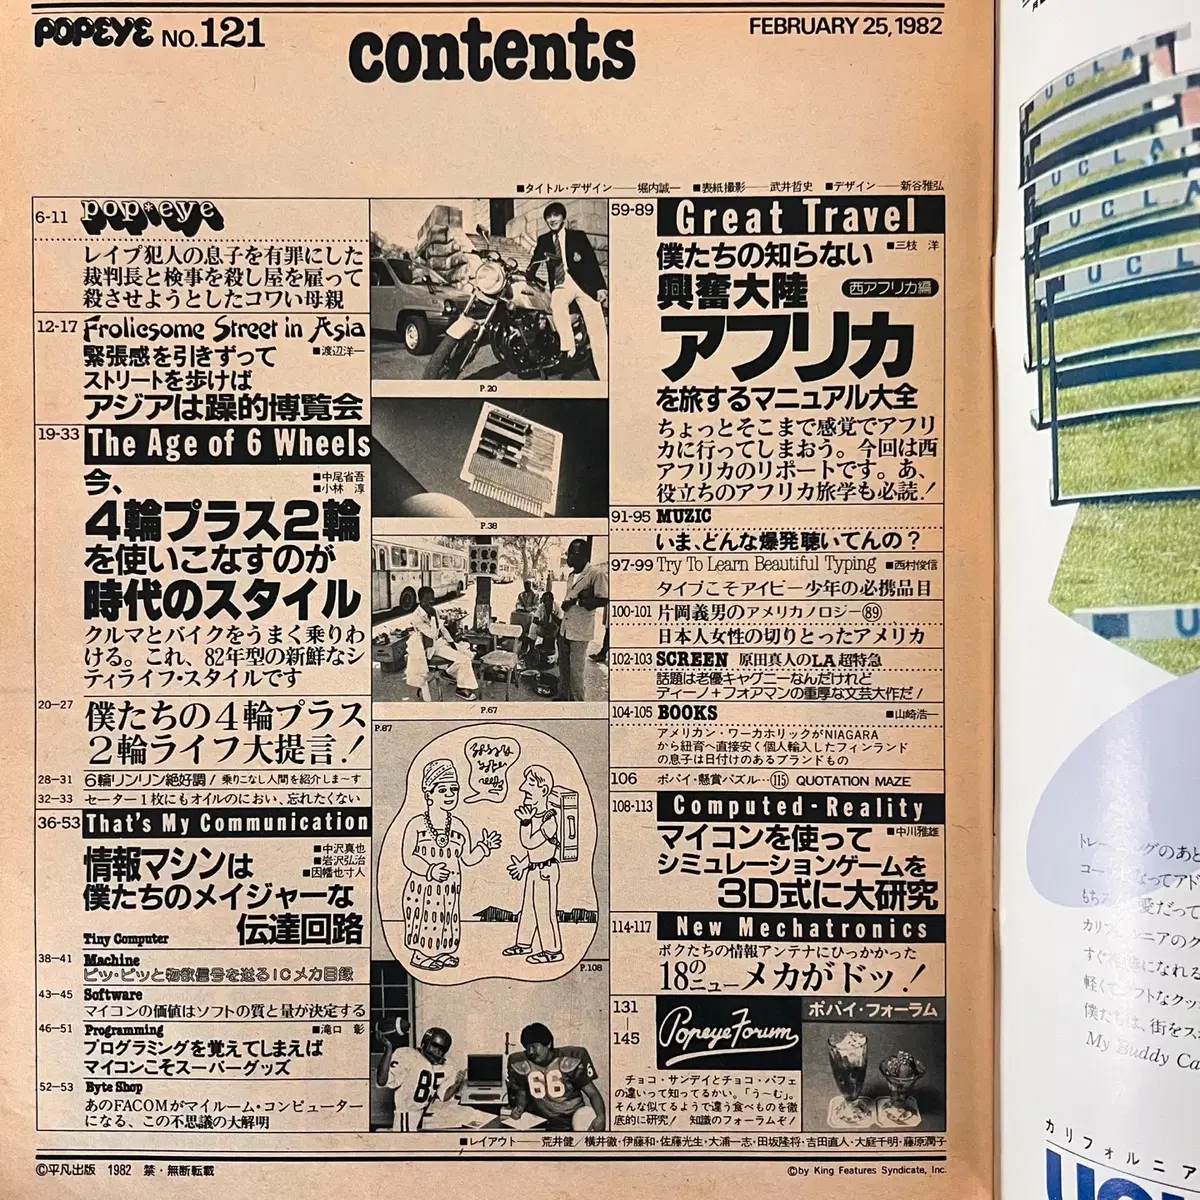 POPEYE NO.121
contents
FEBRUARY 25, 1982
■タイトル・デザイン——堀内誠一 ■表紙撮影——武井哲史 ■デザイン——新谷雅弘
6-11 pop*eye
レイプ犯人の息子を有罪にした
裁判長と検事を殺し屋を雇って
殺させようとしたコワい母親
12-17 Frolicsome Street in Asia
緊張感を引きずって ■渡辺洋一
ストリートを歩けば
アジアは躁的博覧会
19-33 The Age of 6 Wheels
今、 ■中尾省吾
■小林 淳
4輪プラス2輪
を使いこなすのが
時代のスタイル
クルマとバイクをうまく乗りわ
ける。これ、82年型の新鮮なシ
ティライフ・スタイルです
20-27 僕たちの4輪プラス
2輪ライフ大提言!
28-31 6輪リンリン絶好調! 乗りこなし人間を紹介しま〜す
32-33 セーター1枚にもオイルのにおい、忘れたくない
36-53 That's My Communication
■中沢真也
■岩沢弘治
■因幡也寸人
情報マシンは
僕たちのメイジャーな
伝達回路
Tiny Computer
38-41 Machine
ピッ・ピッと物欲信号を送るICメカ目録
43-45 Software
マイコンの価値はソフトの質と量が決定する
46-51 Programming ■滝口 彰
プログラミングを覚えてしまえば
マイコンこそスーパーグッズ
52-53 Byte Shop
あのFACOMがマイルーム・コンピューター
になる、この不思議の大解明
P.20
P.38
P.67
P.87
P.108
85
66
59-89 Great Travel
僕たちの知らない ■三枝 洋
興奮大陸 西アフリカ編
アフリカ
を旅するマニュアル大全
ちょっとそこまで感覚でアフリ
カに行ってしまおう。今回は西
アフリカのリポートです。あ、
役立ちのアフリカ旅学も必読!
91-95 MUZIC
いま、どんな爆発聴いてんの?
97-99 Try To Learn Beautiful Typing ■西村俊信
タイプこそアイビー少年の必携品目
100-101 片岡義男のアメリカノロジー89
日本人女性の切りとったアメリカ
102-103 SCREEN 原田真人のLA超特急
話題は老優キャグニーなんだけれど
ディーノ+フォアマンの重厚な文芸大作だ!
104-105 BOOKS ■山崎浩一
アメリカン・ワーカホリックがNIAGARA
から紐育へ直接安く個人輸入したフィンランド
の息子は日付けのあるブランドもの
106 ポパイ・懸賞パズル…115 QUOTATION MAZE
108-113 Computed-Reality
マイコンを使って ■中川雅雄
シミュレーションゲームを
3D式に大研究
114-117 New Mechatronics
ボクたちの情報アンテナにひっかかった
18のニューメカがドッ!
131
|
145
Popeye Forum
ポパイ・フォーラム
チョコ・サンデイとチョコ・パフェ
の違いって知ってるかい。「う〜む」。
そんな似てるようで違う食べものを徹
底的に研究! 知識のフォーラムぞ!
■レイアウト——荒井健/横井徹・伊藤和・佐藤光生・大浦一志・田坂隆将・吉田直人・大庭千明・藤原潤子
©平凡出版 1982 禁・無断転載
©by King Features Syndicate, Inc.
UCLA
UCLA
UCLA
UCLA
UCL
トレーニングのあと
カリフォルニアのク
My Buddy Ca
カリフォルニア